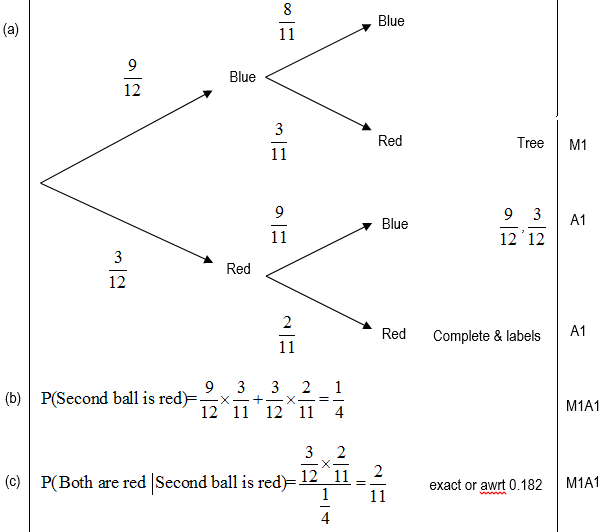 (a)
8/11 Blue
9/12 Blue
3/11 Red Tree M1
9/11 Blue 9/12, 3/12 A1
3/12 Red
2/11 Red Complete & labels A1
(b) P(Second ball is red)= 9/12 × 3/11 + 3/12 × 2/11 = 1/4 M1A1
(c) P(Both are red | Second ball is red)= (3/12 × 2/11) / (1/4) = 2/11 exact or awrt 0.182 M1A1